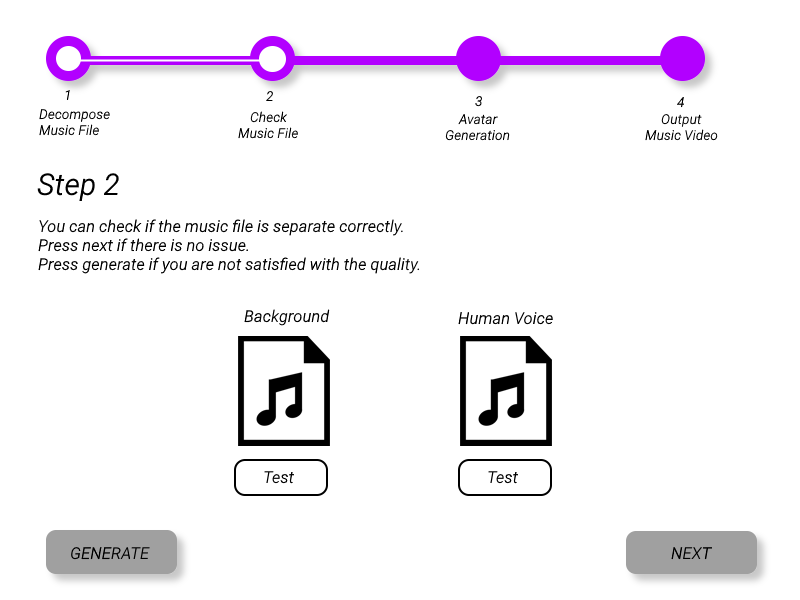 1
2
3
4
Decompose
Music File
Check
Music File
Avatar
Generation
Output
Music Video
Step 2
You can check if the music file is separate correctly.
Press next if there is no issue.
Press generate if you are not satisfied with the quality.
Background
Human Voice
Test
Test
GENERATE
NEXT